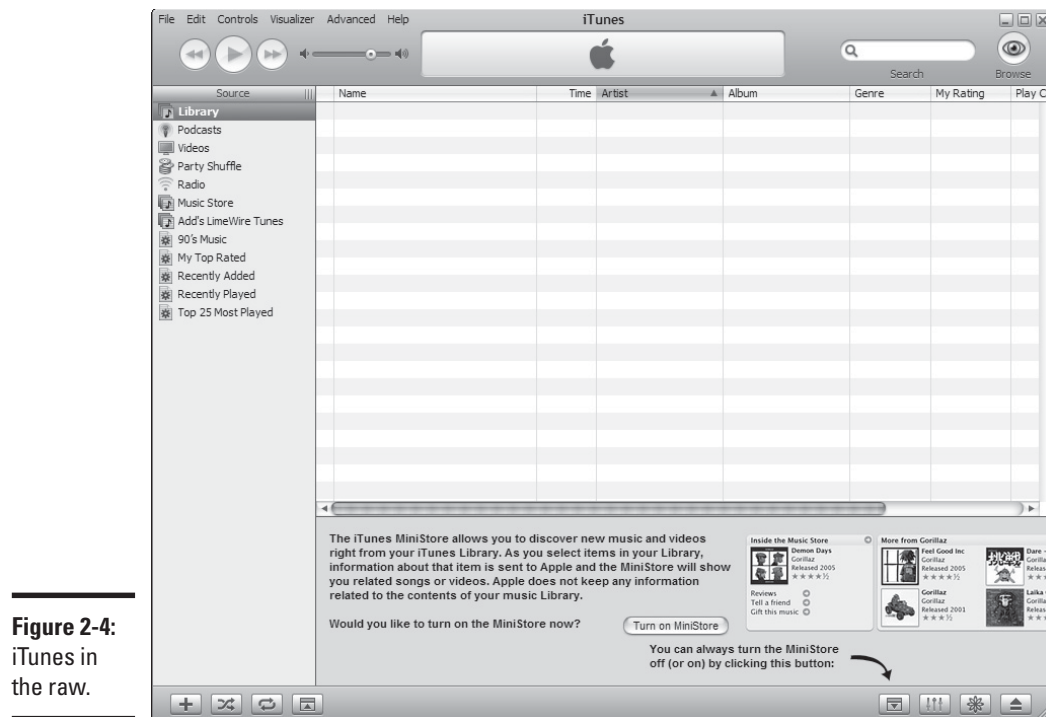 File Edit Controls Visualizer Advanced Help
iTunes
Search
Browse
Source
Name Time Artist Album Genre My Rating Play C
Library
Podcasts
Videos
Party Shuffle
Radio
Music Store
Add's LimeWire Tunes
90's Music
My Top Rated
Recently Added
Recently Played
Top 25 Most Played
The iTunes MiniStore allows you to discover new music and videos
right from your iTunes Library. As you select items in your Library,
information about that item is sent to Apple and the MiniStore will show
you related songs or videos. Apple does not keep any information
related to the contents of your music Library.
Would you like to turn on the MiniStore now?
Turn on MiniStore
Inside the Music Store
Demon Days
Gorillaz
Released 2005
Reviews
Tell a friend
Gift this music
More from Gorillaz
Feel Good Inc
Gorillaz
Released 2005
Gorillaz
Gorillaz
Released 2001
Dare -
Gorilla
Releas
Laika
Gorilla
Releas
You can always turn the MiniStore
off (or on) by clicking this button:
Figure 2-4:
iTunes in
the raw.